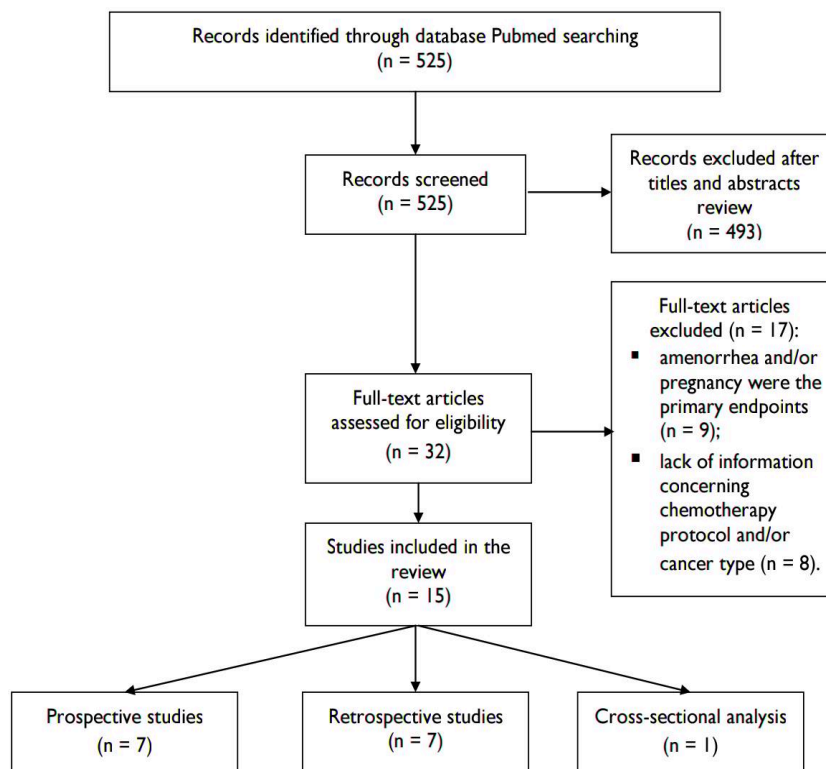 Records identified through database Pubmed searching
(n = 525)
Records screened
(n = 525)
Records excluded after
titles and abstracts
review
(n = 493)
Full-text articles
excluded (n = 17):
▪ amenorrhea and/or
pregnancy were the
primary endpoints
(n = 9);
▪ lack of information
concerning
chemotherapy
protocol and/or
cancer type (n = 8).
Full-text articles
assessed for eligibility
(n = 32)
Studies included in the
review
(n = 15)
Prospective studies
(n = 7)
Retrospective studies
(n = 7)
Cross-sectional analysis
(n = 1)